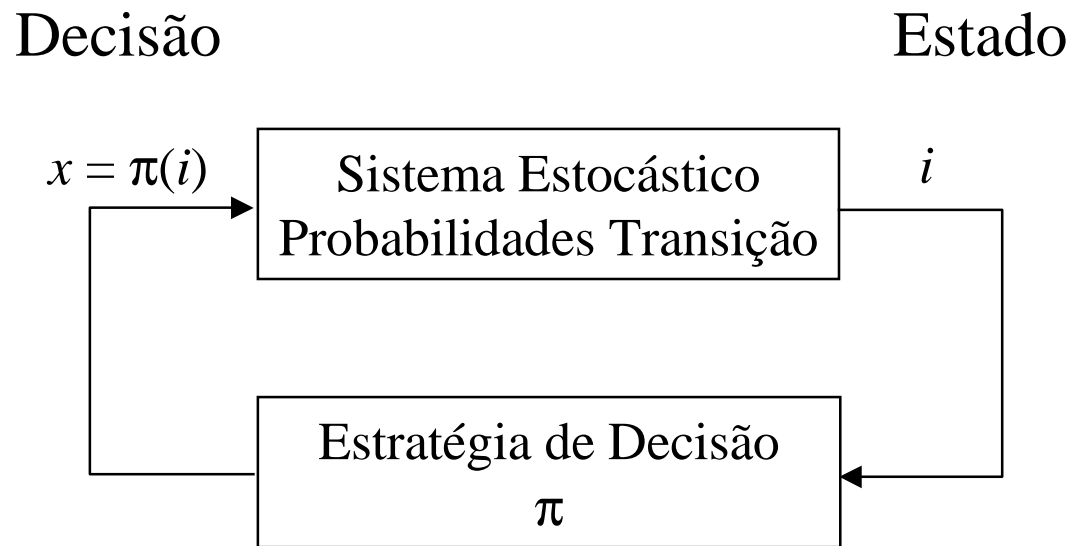 Decisão
Estado
x = π(i)
Sistema Estocástico
Probabilidades Transição
i
Estratégia de Decisão
π